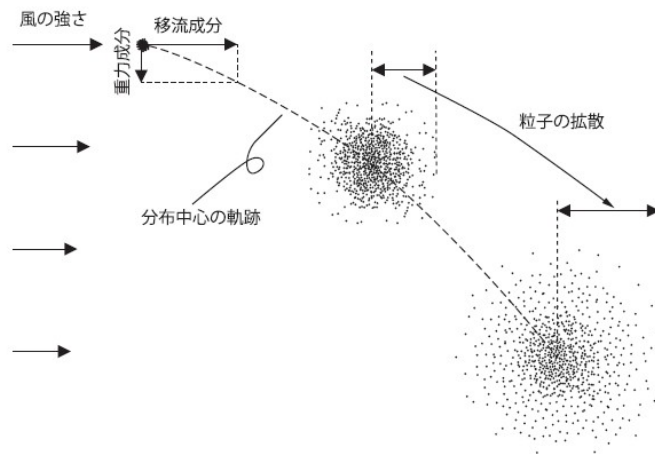 風の強さ
移流成分
重力成分
粒子の拡散
分布中心の軌跡